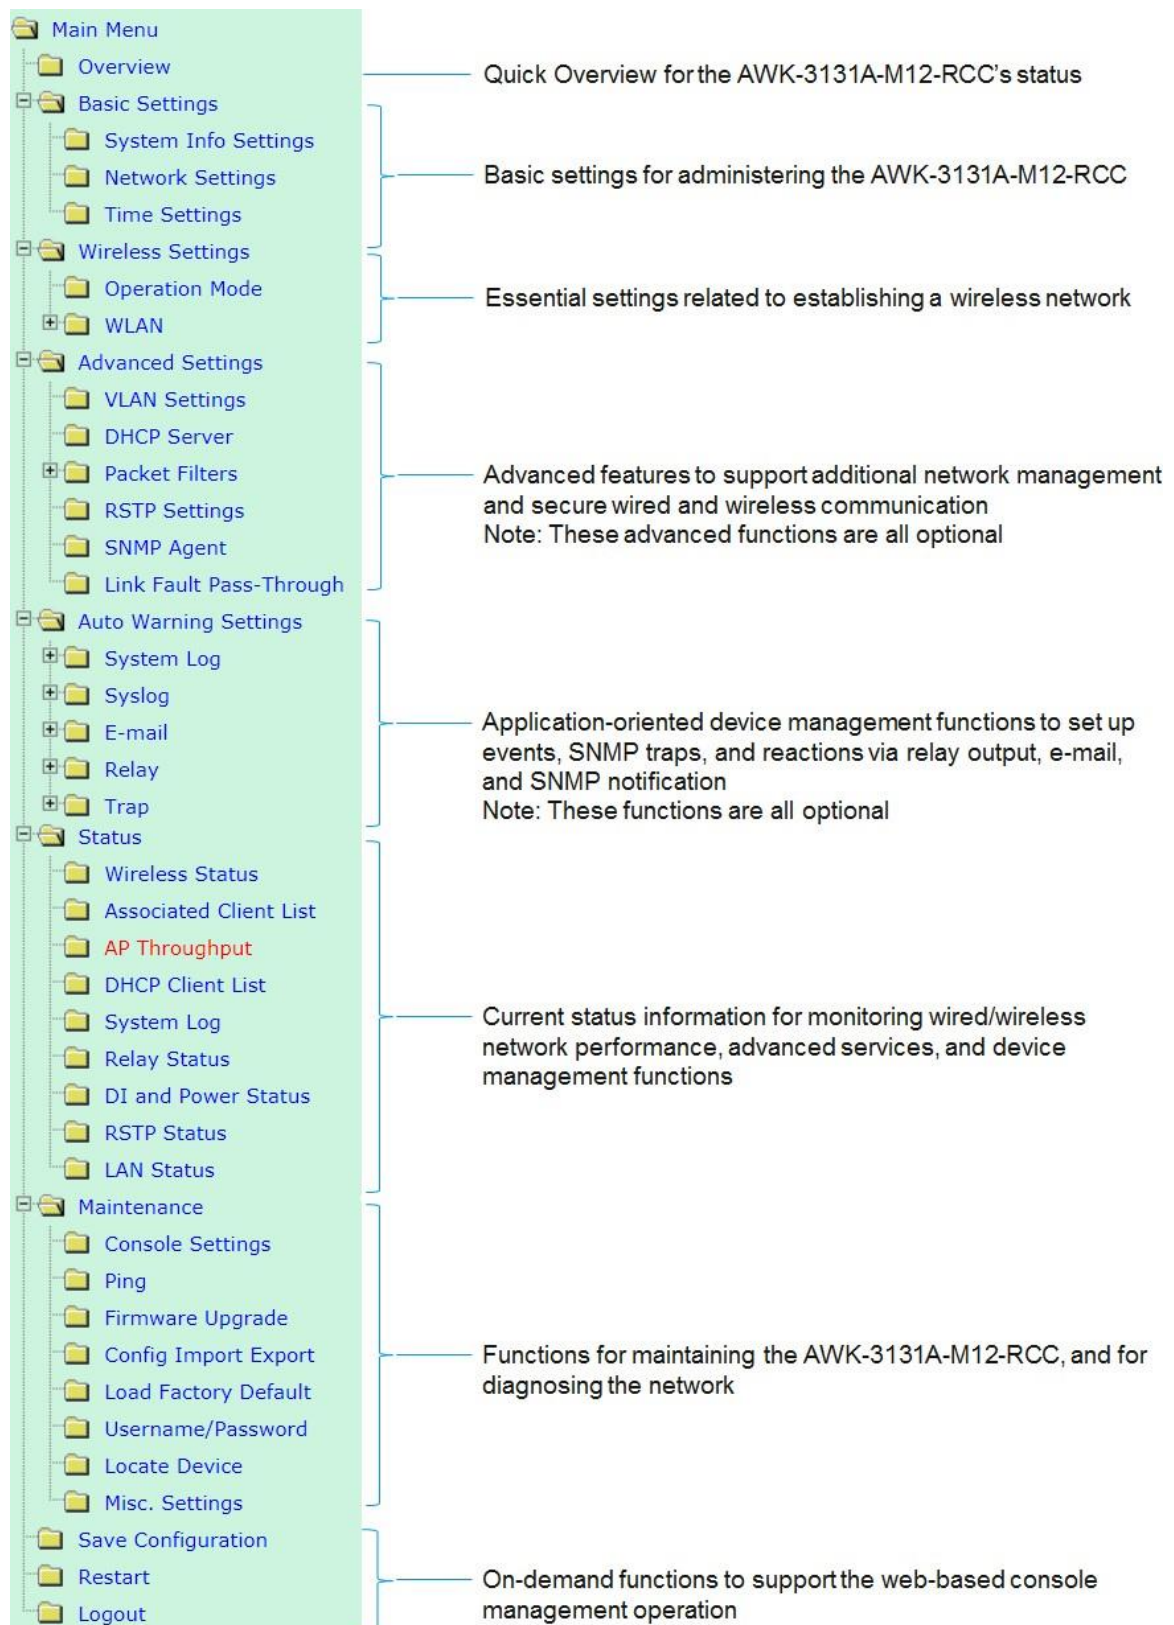 Main Menu
Overview
Quick Overview for the AWK-3131A-M12-RCC's status
Basic Settings
System Info Settings
Network Settings
Time Settings
Basic settings for administering the AWK-3131A-M12-RCC
Wireless Settings
Operation Mode
WLAN
Essential settings related to establishing a wireless network
Advanced Settings
VLAN Settings
DHCP Server
Packet Filters
RSTP Settings
SNMP Agent
Link Fault Pass-Through
Advanced features to support additional network management
and secure wired and wireless communication
Note: These advanced functions are all optional
Auto Warning Settings
System Log
Syslog
E-mail
Relay
Trap
Application-oriented device management functions to set up
events, SNMP traps, and reactions via relay output, e-mail,
and SNMP notification
Note: These functions are all optional
Status
Wireless Status
Associated Client List
AP Throughput
DHCP Client List
System Log
Relay Status
DI and Power Status
RSTP Status
LAN Status
Current status information for monitoring wired/wireless
network performance, advanced services, and device
management functions
Maintenance
Console Settings
Ping
Firmware Upgrade
Config Import Export
Load Factory Default
Username/Password
Locate Device
Misc. Settings
Functions for maintaining the AWK-3131A-M12-RCC, and for
diagnosing the network
Save Configuration
Restart
Logout
On-demand functions to support the web-based console
management operation